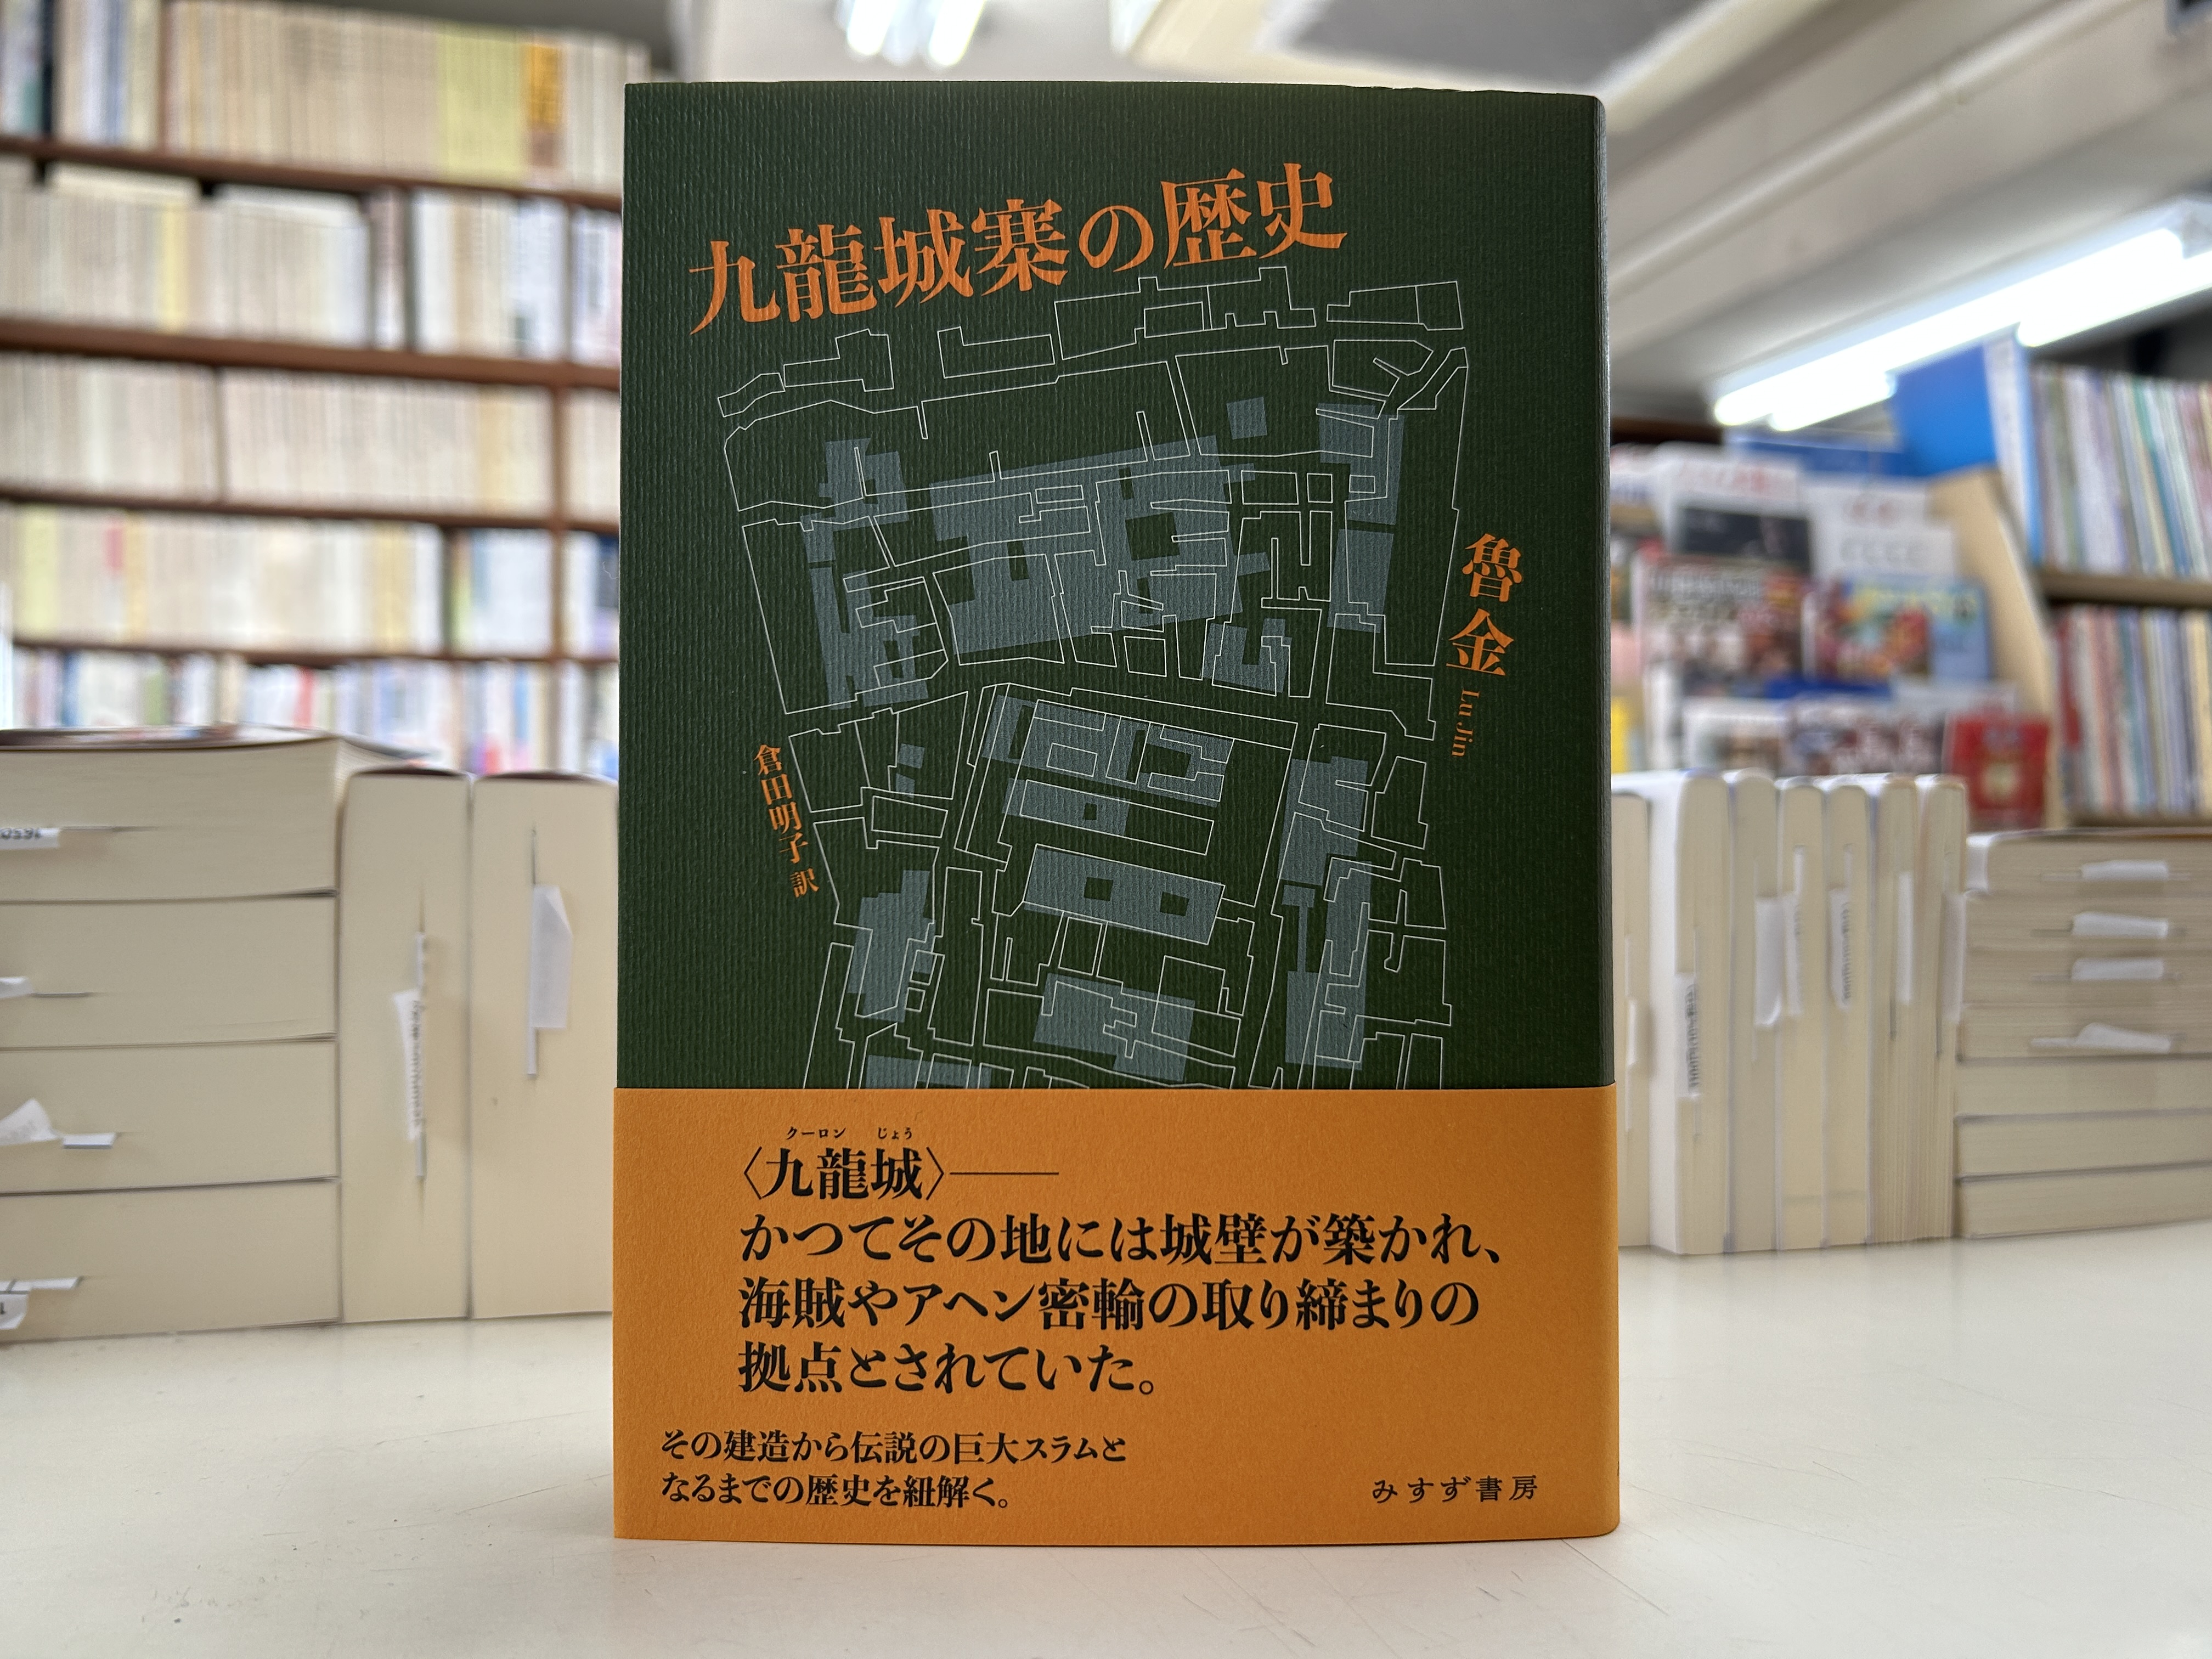 九龍城寨の歴史
魯金 Lu Jin
倉田明子 訳
クーロン じょう
〈九龍城〉――
かつてその地には城壁が築かれ、
海賊やアヘン密輸の取り締まりの
拠点とされていた。
その建造から伝説の巨大スラムと
なるまでの歴史を紐解く。
みすず書房